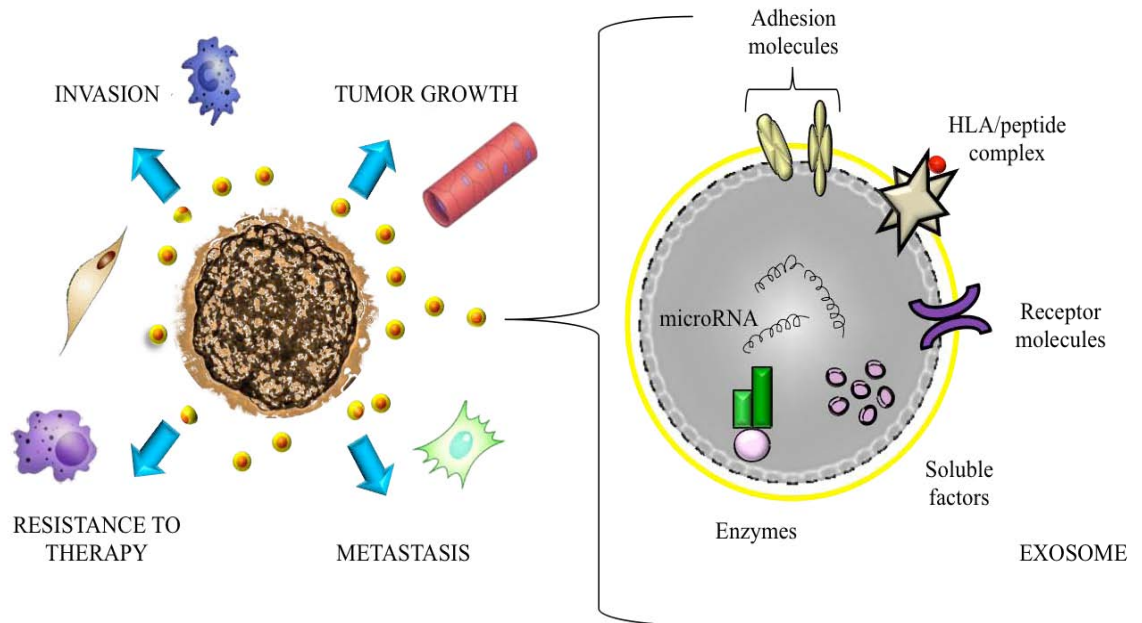 INVASION
TUMOR GROWTH
RESISTANCE TO
THERAPY
METASTASIS
Adhesion
molecules
HLA/peptide
complex
microRNA
Receptor
molecules
Soluble
factors
Enzymes
EXOSOME